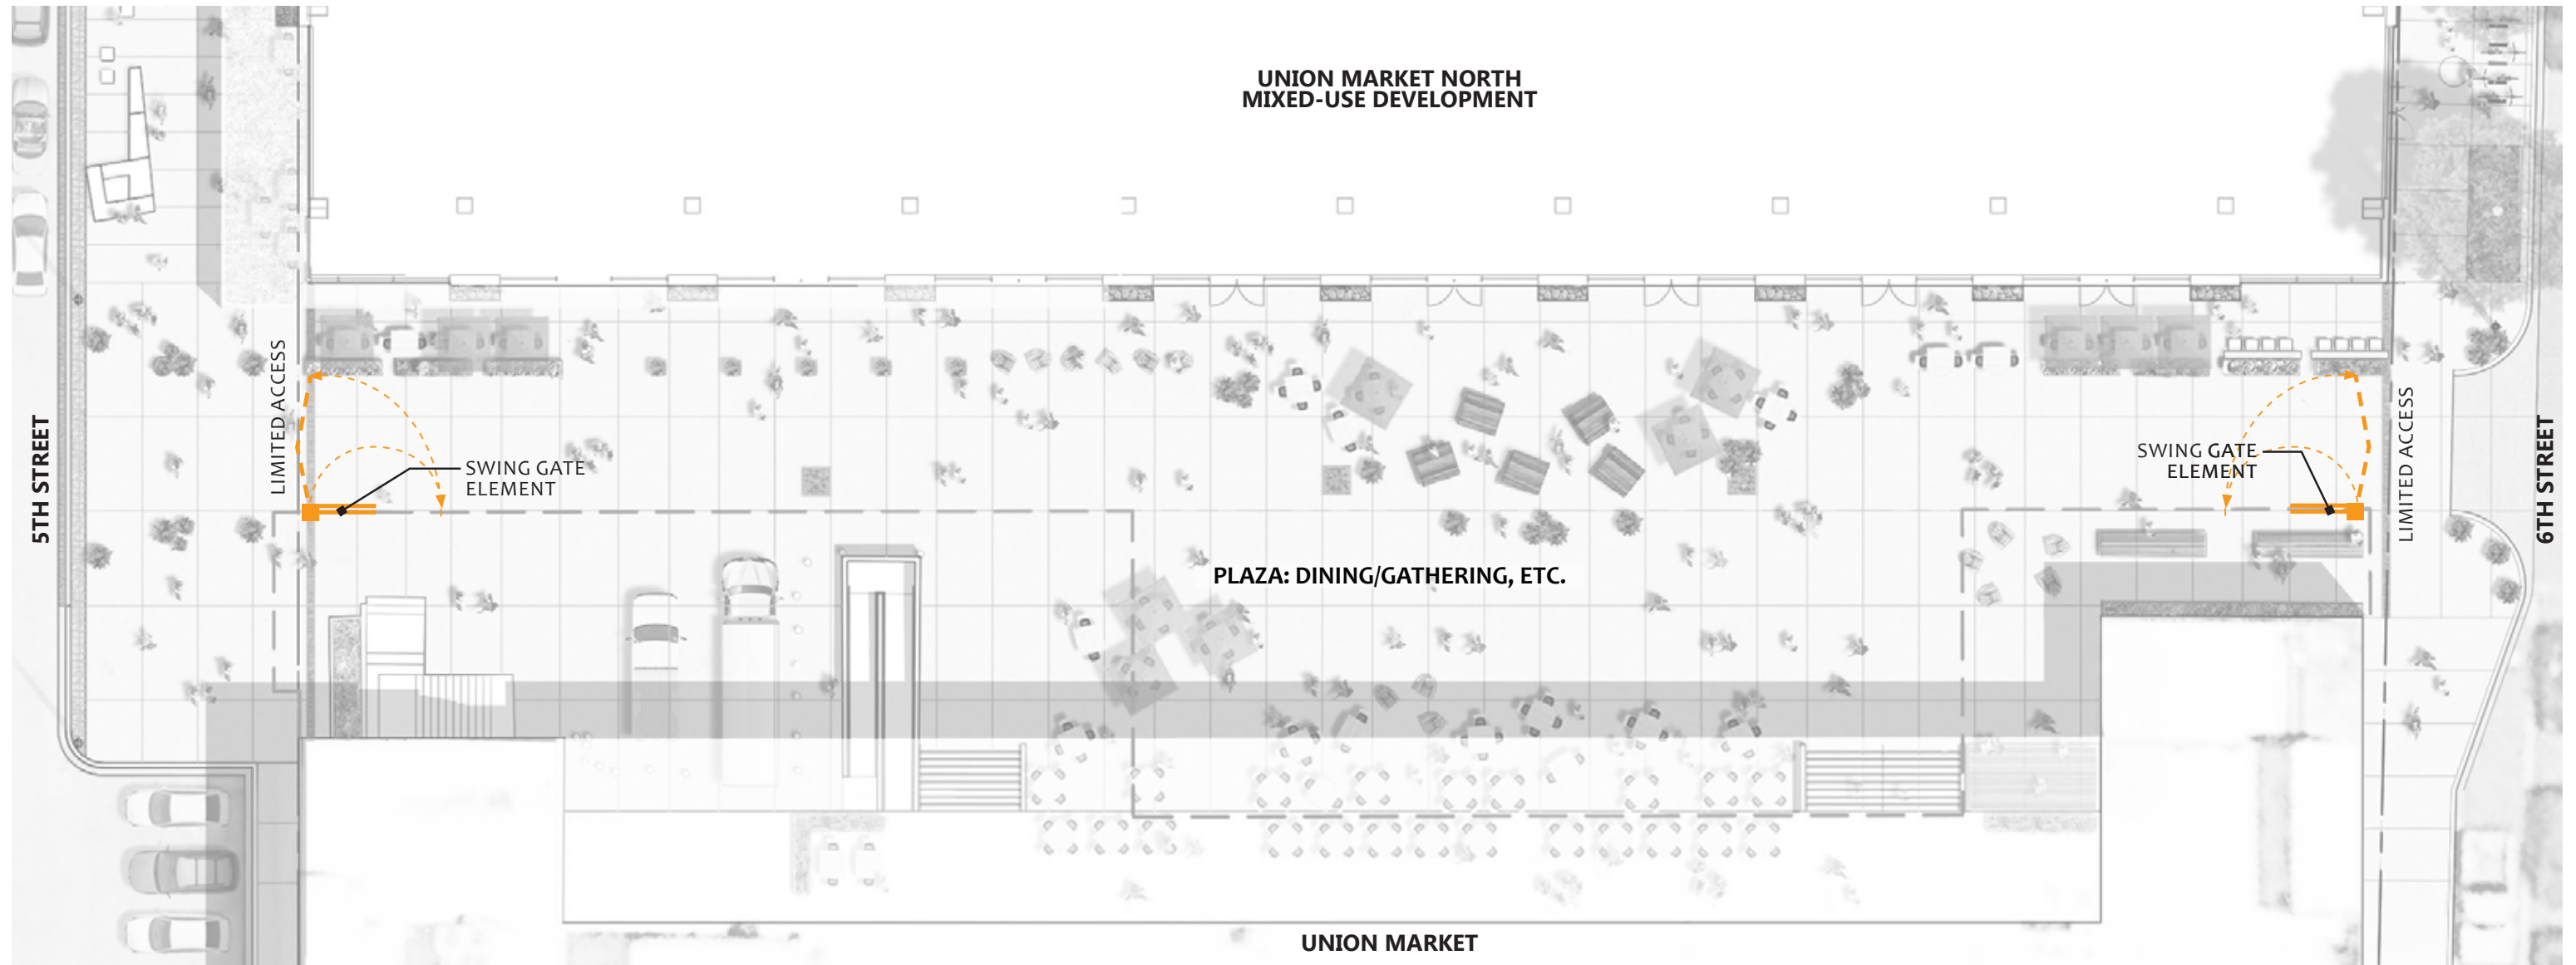 UNION MARKET NORTH
MIXED-USE DEVELOPMENT
5TH STREET
LIMITED ACCESS
SWING GATE
ELEMENT
PLAZA: DINING/GATHERING, ETC.
SWING GATE
ELEMENT
LIMITED ACCESS
6TH STREET
UNION MARKET